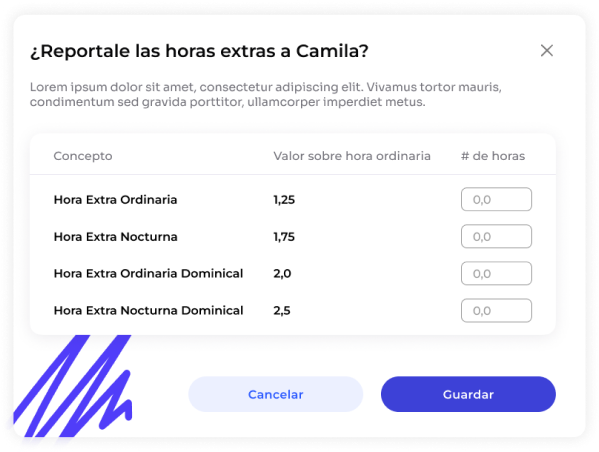 ¿Reportale las horas extras a Camila?
Lorem ipsum dolor sit amet, consectetur adipiscing elit. Vivamus tortor mauris,
condimentum sed gravida porttitor, ullamcorper imperdiet metus.
Concepto Valor sobre hora ordinaria # de horas
Hora Extra Ordinaria 1,25 0,0
Hora Extra Nocturna 1,75 0,0
Hora Extra Ordinaria Dominical 2,0 0,0
Hora Extra Nocturna Dominical 2,5 0,0
Cancelar Guardar